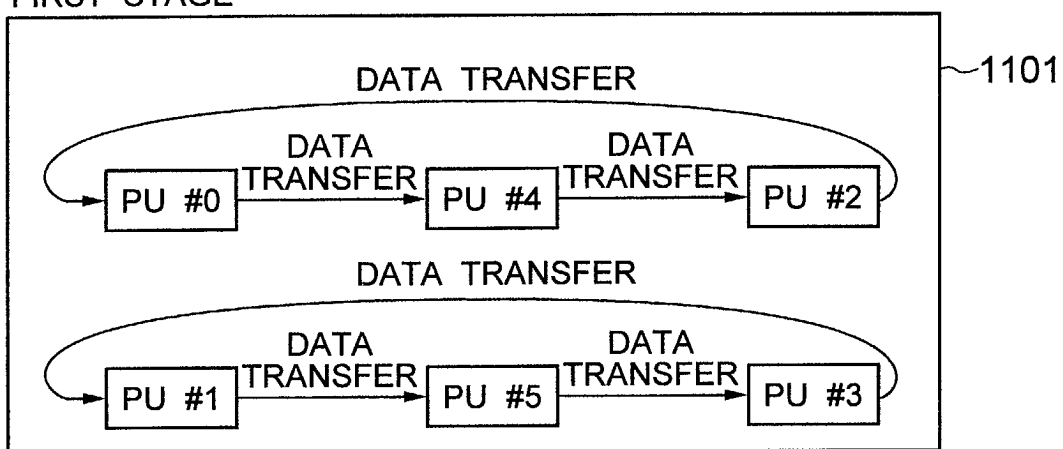 FIRST STAGE
1101
DATA TRANSFER
DATA TRANSFER
DATA TRANSFER
PU #0
PU #4
PU #2
DATA TRANSFER
DATA TRANSFER
DATA TRANSFER
PU #1
PU #5
PU #3